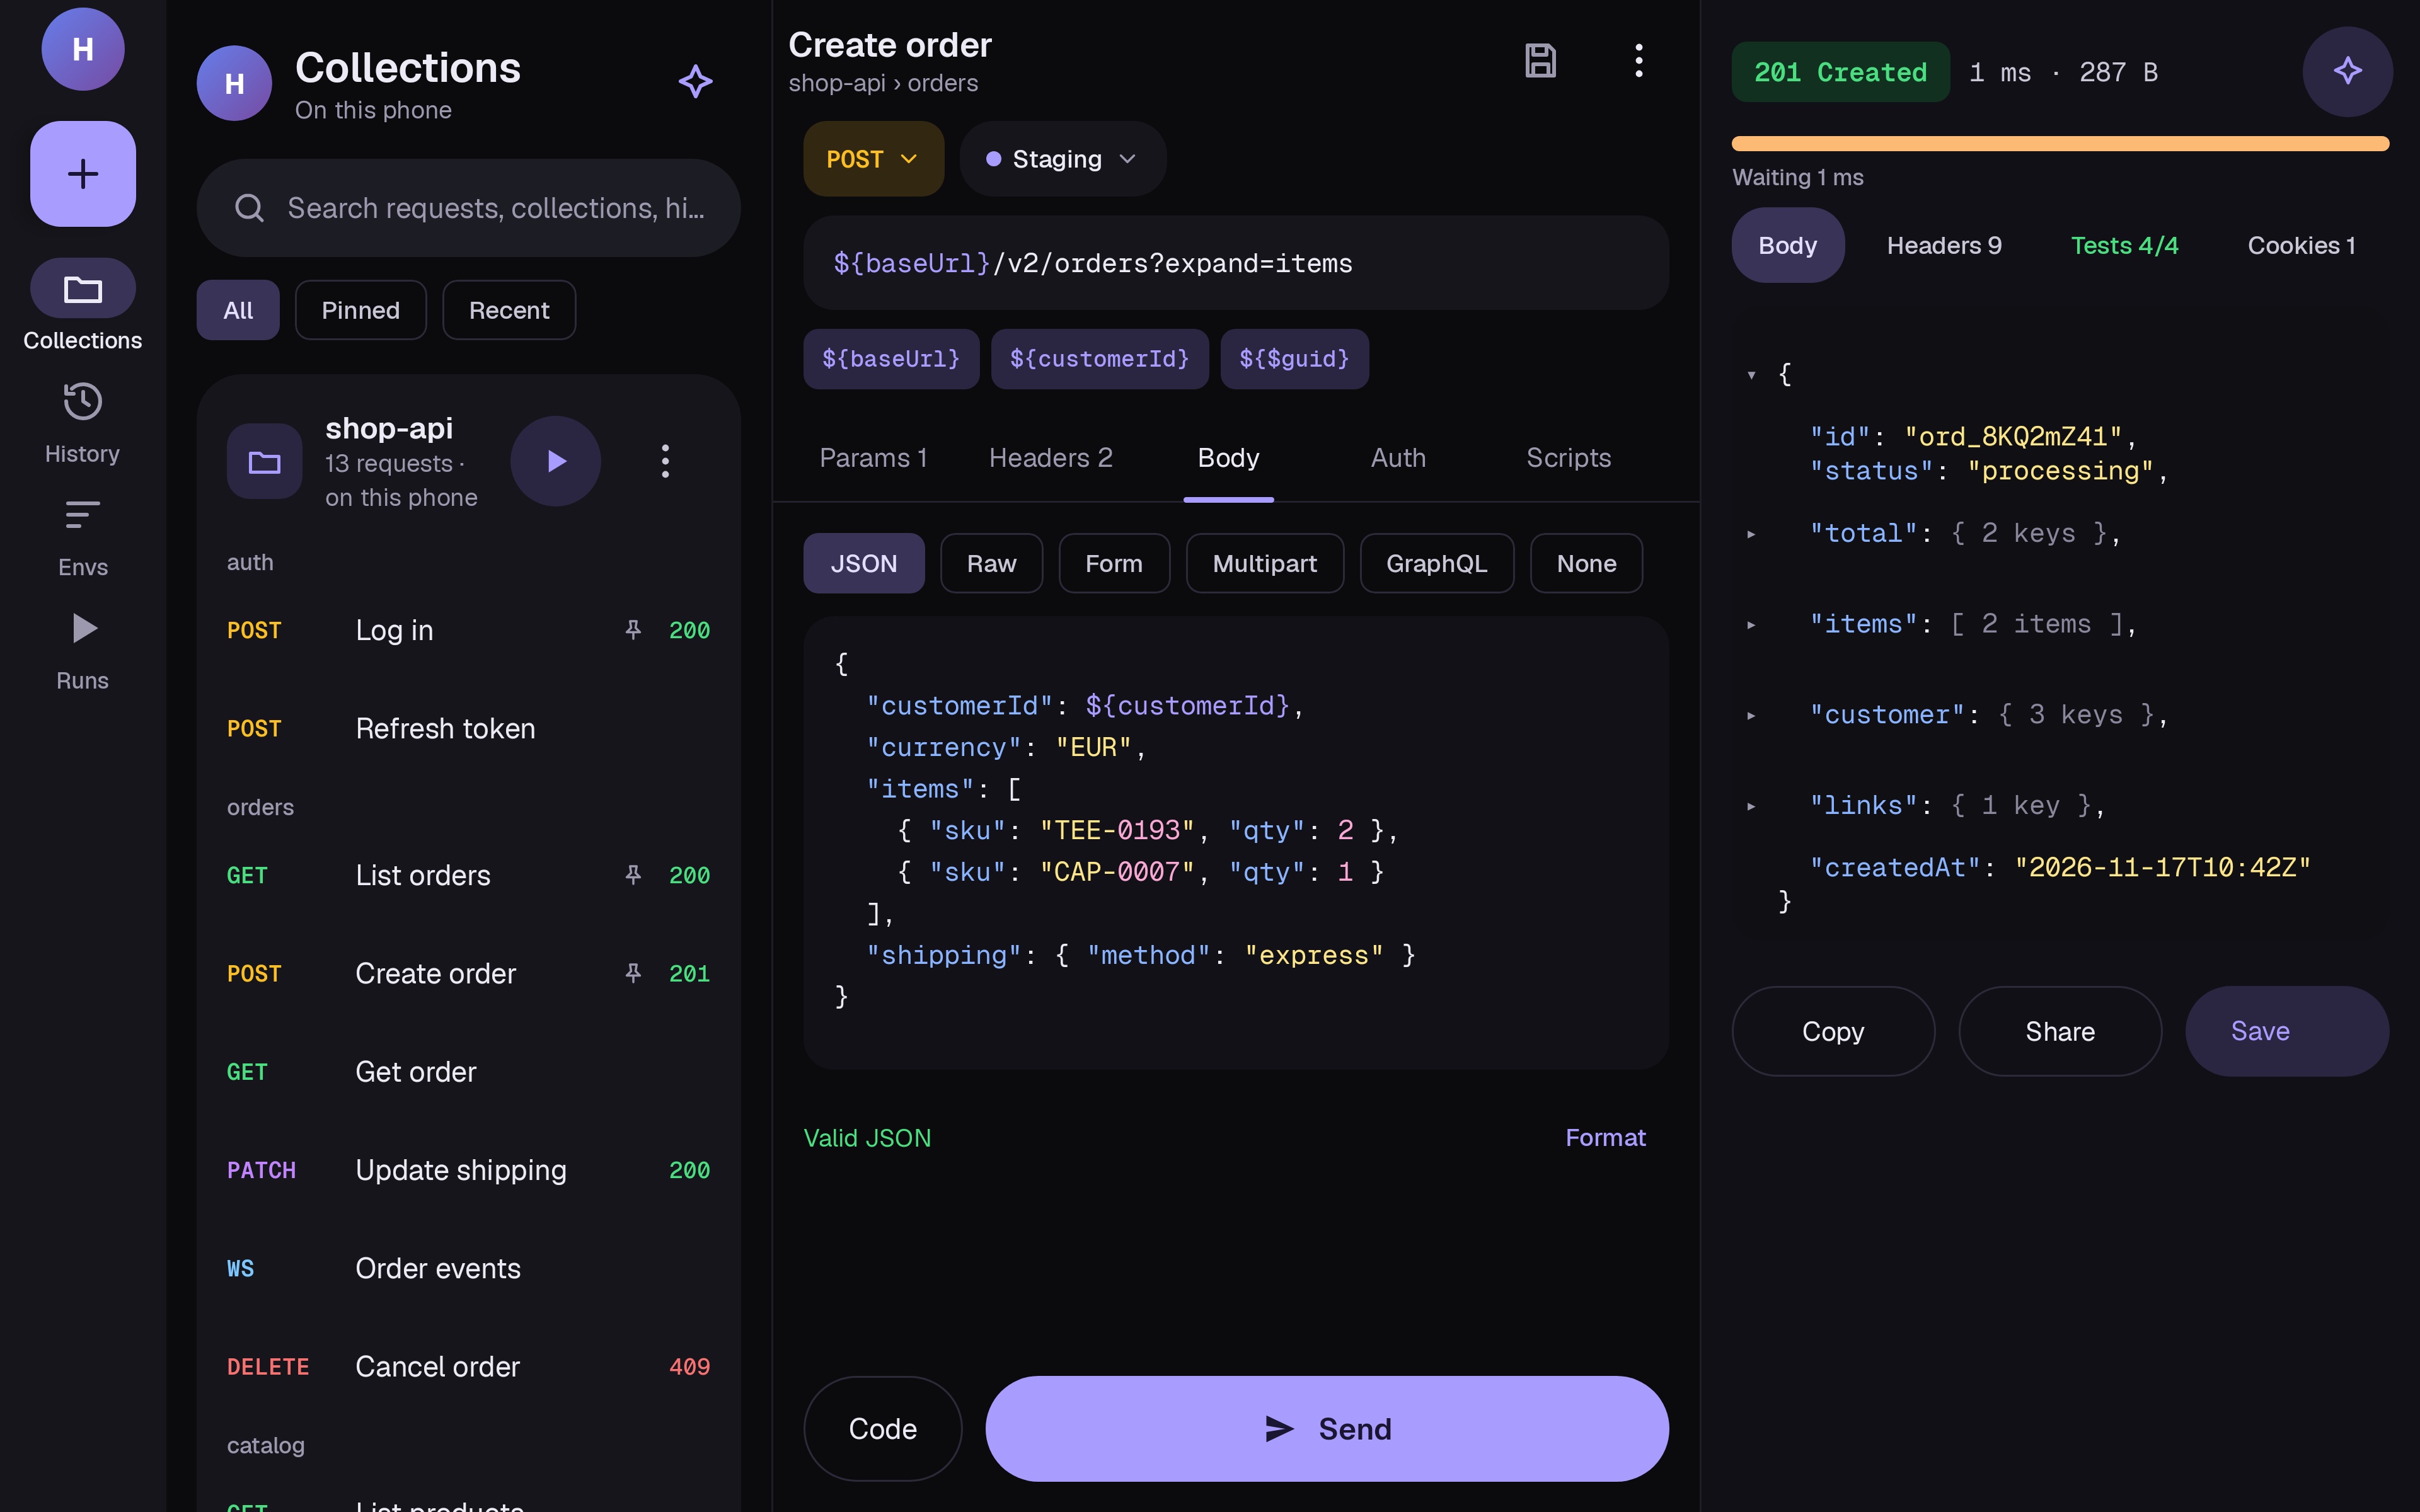 H
Collections
History
Envs
Runs
H
Collections
On this phone
Search requests, collections, hi...
All
Pinned
Recent
shop-api
13 requests ·
on this phone
auth
POST Log in 200
POST Refresh token
orders
GET List orders 200
POST Create order 201
GET Get order
PATCH Update shipping 200
WS Order events
DELETE Cancel order 409
catalog
GET List products
Create order
shop-api › orders
POST
Staging
${baseUrl}/v2/orders?expand=items
${baseUrl} ${customerId} ${$guid}
Params 1 Headers 2 Body Auth Scripts
JSON Raw Form Multipart GraphQL None
{
  "customerId": ${customerId},
  "currency": "EUR",
  "items": [
    { "sku": "TEE-0193", "qty": 2 },
    { "sku": "CAP-0007", "qty": 1 }
  ],
  "shipping": { "method": "express" }
}
Valid JSON
Format
Code
Send
201 Created 1 ms · 287 B
Waiting 1 ms
Body Headers 9 Tests 4/4 Cookies 1
{
  "id": "ord_8KQ2mZ41",
  "status": "processing",
  "total": { 2 keys },
  "items": [ 2 items ],
  "customer": { 3 keys },
  "links": { 1 key },
  "createdAt": "2026-11-17T10:42Z"
}
Copy Share Save